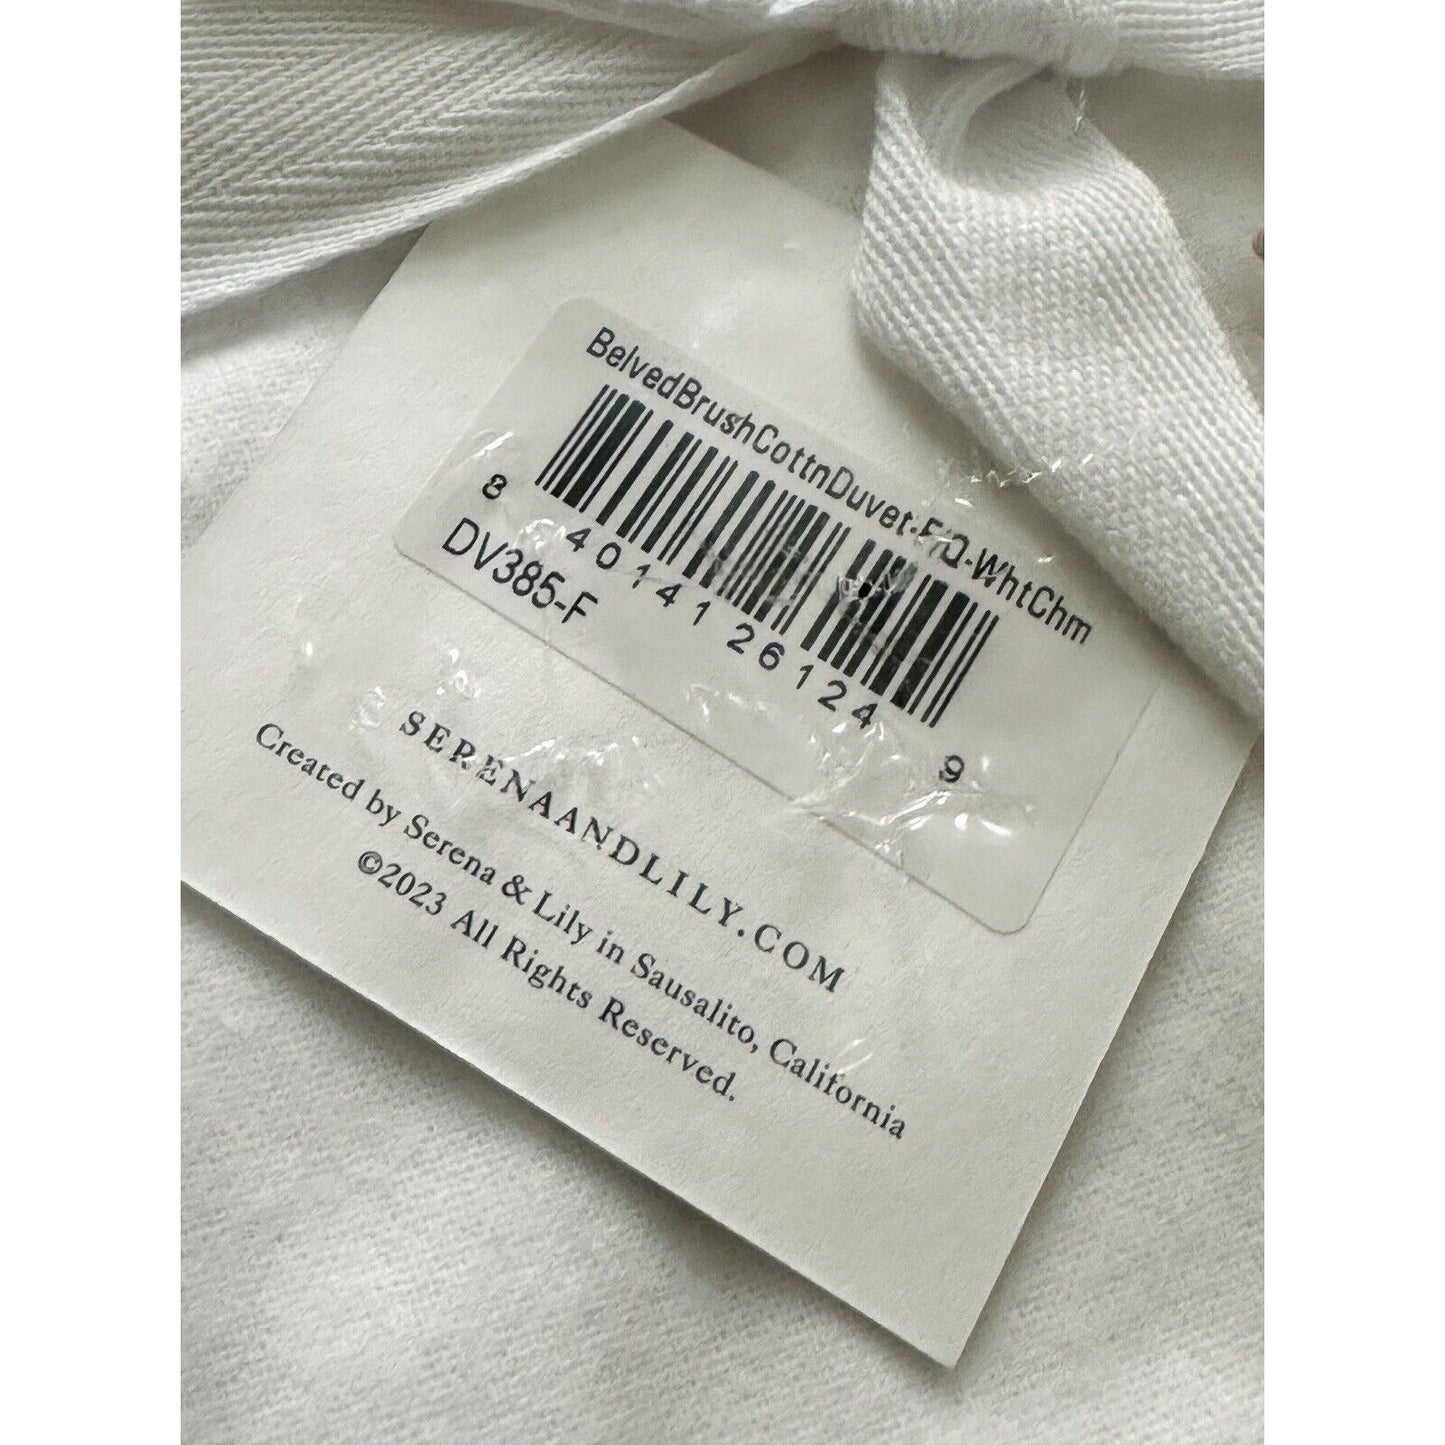 BelvedBrushCottnDuvet-F/Q-WhtChm
8 40141 26124 9
DV385-F
SERENAANDLILY.COM
Created by Serena & Lily in Sausalito, California
©2023 All Rights Reserved.